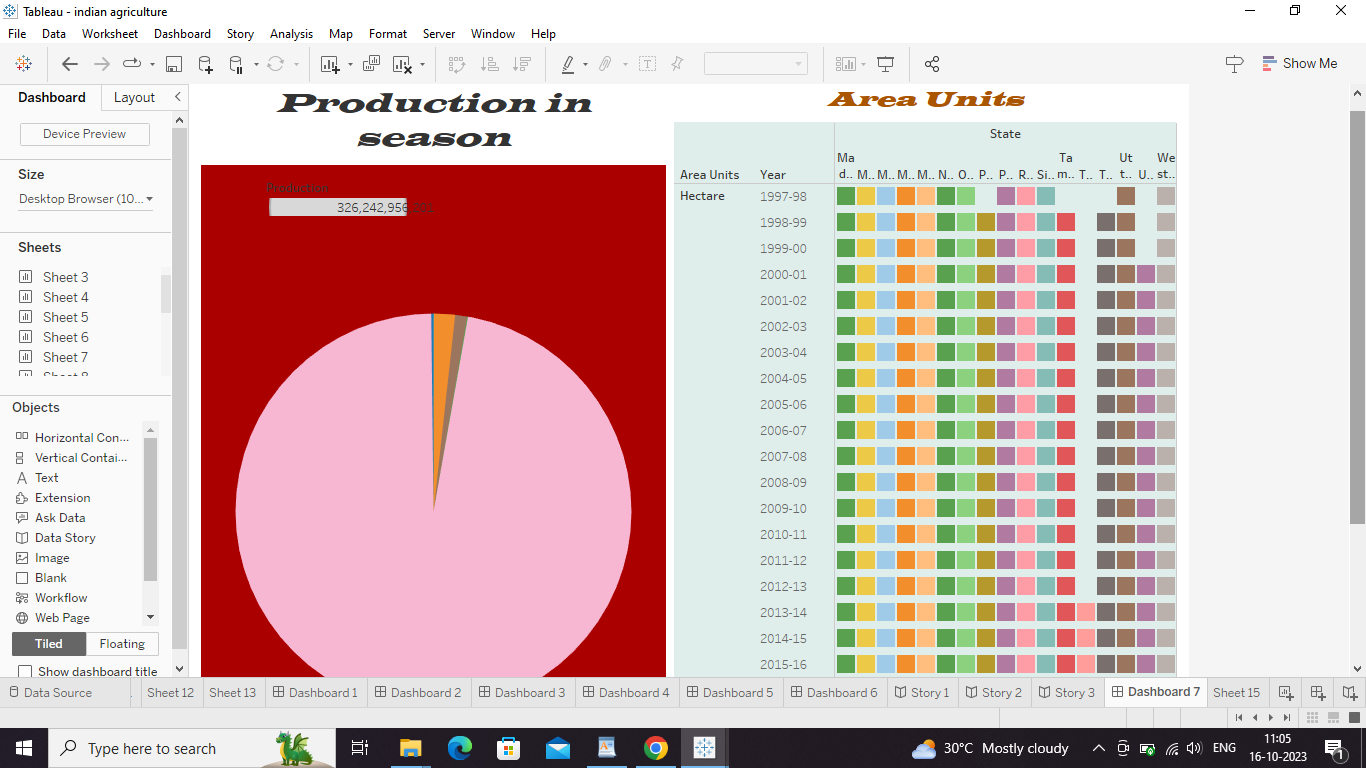 Tableau - indian agriculture
File Data Worksheet Dashboard Story Analysis Map Format Server Window Help
Show Me
Dashboard Layout
Device Preview
Size
Desktop Browser (10...
Sheets
Sheet 3
Sheet 4
Sheet 5
Sheet 6
Sheet 7
Sheet 8
Objects
Horizontal Con...
Vertical Contai...
Text
Extension
Ask Data
Data Story
Image
Blank
Workflow
Web Page
Tiled Floating
Show dashboard title
Production in
season
Production
326,242,956
Area Units
State
Area Units Year Ma d.. M.. M.. M.. M.. N.. O.. P.. P.. R.. Si.. Ta m.. T.. T.. Ut t.. U.. We st..
Hectare 1997-98
1998-99
1999-00
2000-01
2001-02
2002-03
2003-04
2004-05
2005-06
2006-07
2007-08
2008-09
2009-10
2010-11
2011-12
2012-13
2013-14
2014-15
2015-16
Data Source Sheet 12 Sheet 13 Dashboard 1 Dashboard 2 Dashboard 3 Dashboard 4 Dashboard 5 Dashboard 6 Story 1 Story 2 Story 3 Dashboard 7 Sheet 15
Type here to search
30°C Mostly cloudy
ENG
11:05
16-10-2023
1